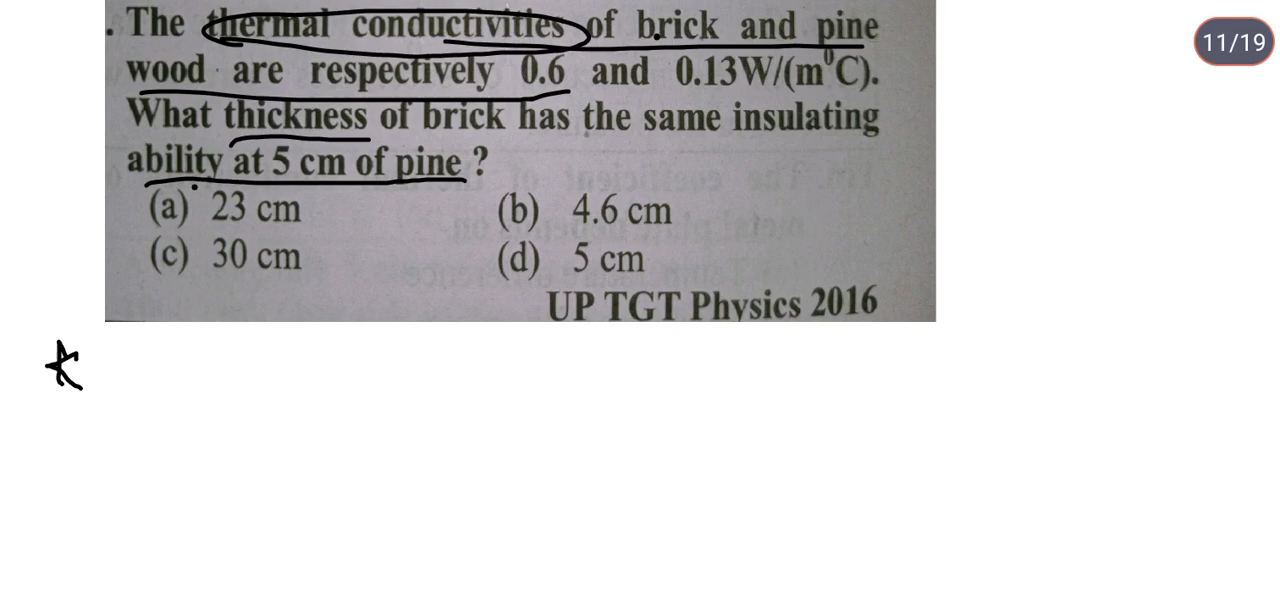 11/19
. The thermal conductivities of brick and pine
wood are respectively 0.6 and 0.13W/(m⁰C).
What thickness of brick has the same insulating
ability at 5 cm of pine ?
(a) 23 cm (b) 4.6 cm
(c) 30 cm (d) 5 cm
UP TGT Physics 2016